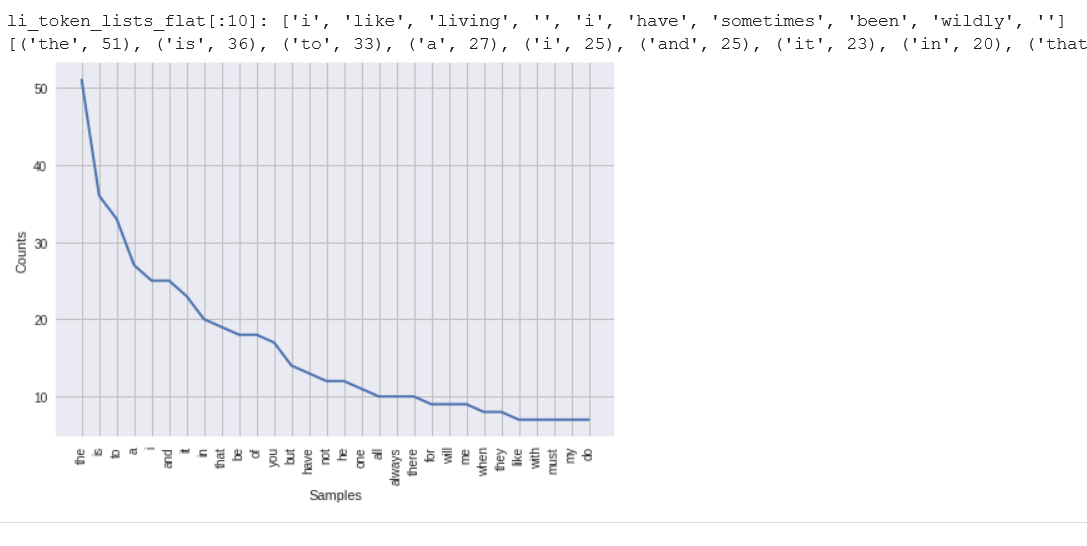 li_token_lists_flat[:10]: ['i', 'like', 'living', '', 'i', 'have', 'sometimes', 'been', 'wildly', '']
[('the', 51), ('is', 36), ('to', 33), ('a', 27), ('i', 25), ('and', 25), ('it', 23), ('in', 20), ('that
50
40
30
20
10
Counts
the is to a i and it in that be of you but have not he one all always there for will me when they like with must my do
Samples